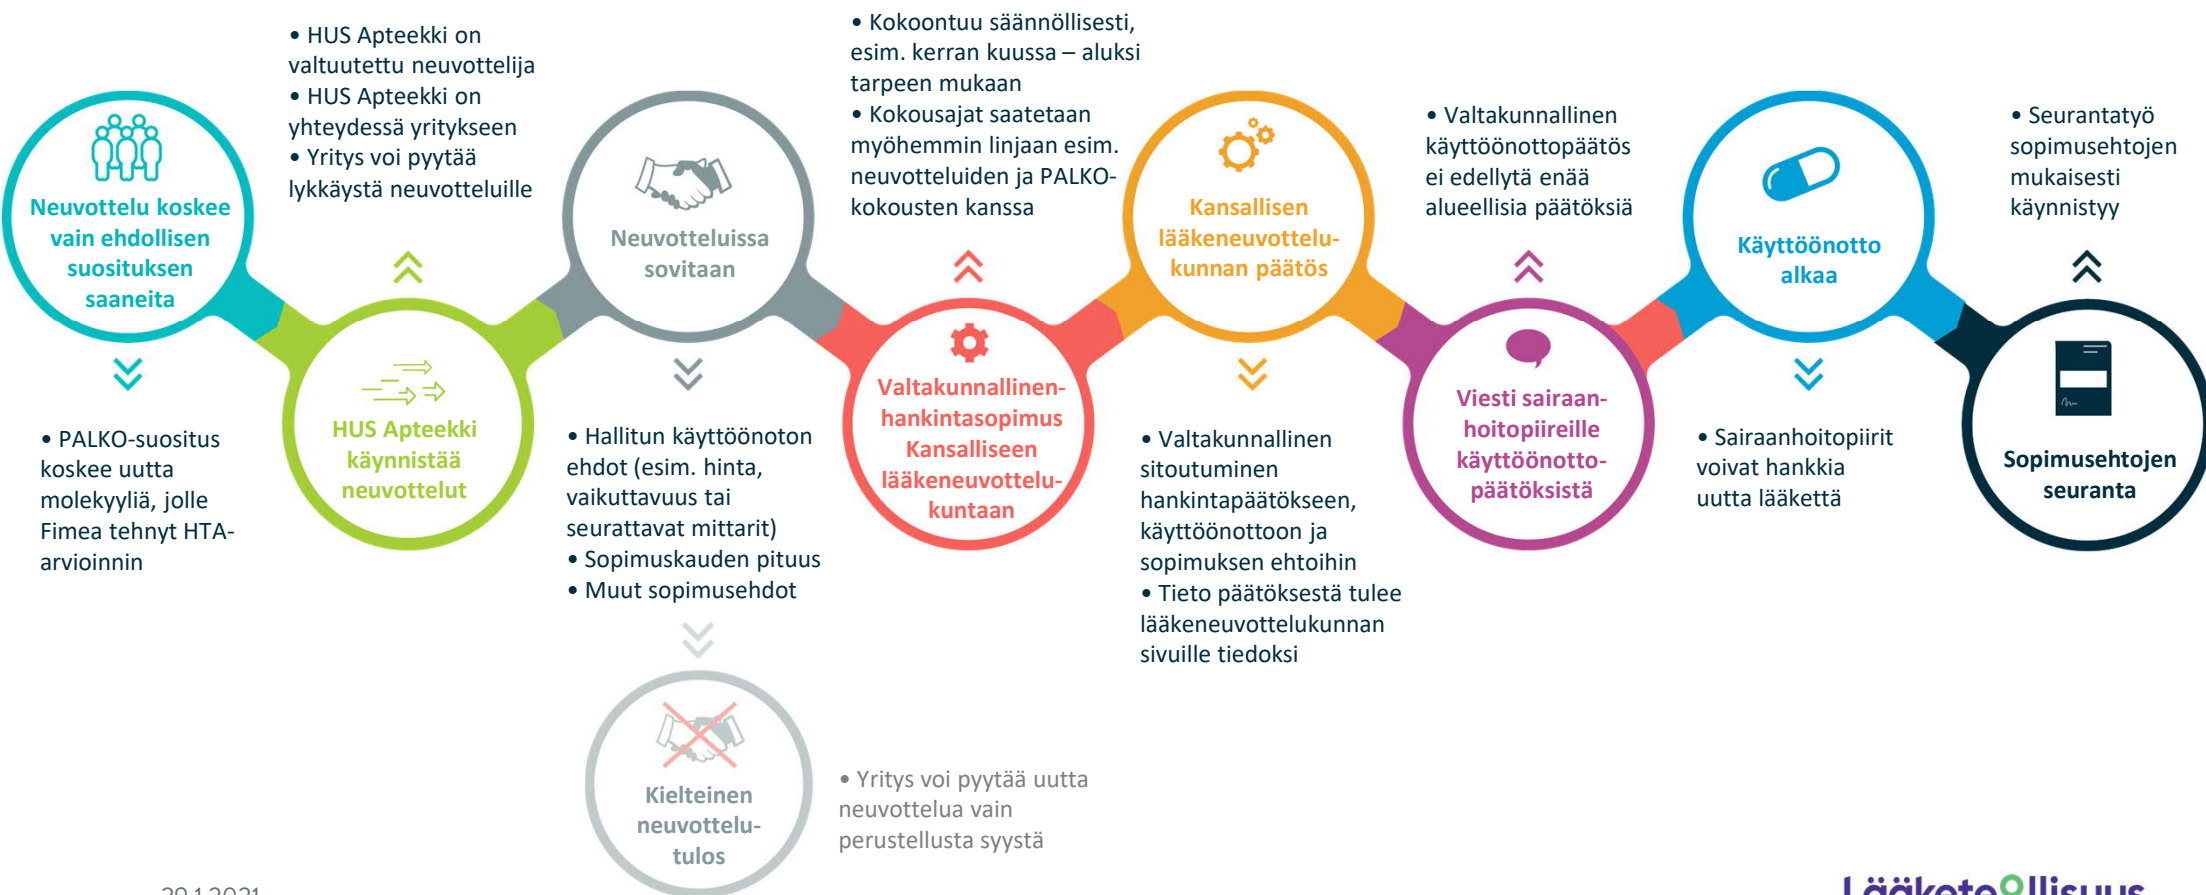 Neuvottelu koskee
vain ehdollisen
suosituksen
saaneita
• PALKO-suositus
koskee uutta
molekyyliä, jolle
Fimea tehnyt HTA-
arvioinnin
• HUS Apteekki on
valtuutettu neuvottelija
• HUS Apteekki on
yhteydessä yritykseen
• Yritys voi pyytää
lykkäystä neuvotteluille
HUS Apteekki
käynnistää
neuvottelut
Neuvotteluissa
sovitaan
• Hallitun käyttöönoton
ehdot (esim. hinta,
vaikuttavuus tai
seurattavat mittarit)
• Sopimuskauden pituus
• Muut sopimusehdot
Kielteinen
neuvottelu-
tulos
• Yritys voi pyytää uutta
neuvottelua vain
perustellusta syystä
• Kokoontuu säännöllisesti,
esim. kerran kuussa – aluksi
tarpeen mukaan
• Kokousajat saatetaan
myöhemmin linjaan esim.
neuvotteluiden ja PALKO-
kokousten kanssa
Valtakunnallinen-
hankintasopimus
Kansalliseen
lääkeneuvottelu-
kuntaan
Kansallisen
lääkeneuvottelu-
kunnan päätös
• Valtakunnallinen
sitoutuminen
hankintapäätökseen,
käyttöönottoon ja
sopimuksen ehtoihin
• Tieto päätöksestä tulee
lääkeneuvottelukunnan
sivuille tiedoksi
• Valtakunnallinen
käyttöönottopäätös
ei edellytä enää
alueellisia päätöksiä
Viesti sairaan-
hoitopiireille
käyttöönotto-
päätöksistä
Käyttöönotto
alkaa
• Sairaanhoitopiirit
voivat hankkia
uutta lääkettä
• Seurantatyö
sopimusehtojen
mukaisesti
käynnistyy
Sopimusehtojen
seuranta
29.1.2021
Lääketeollisuus